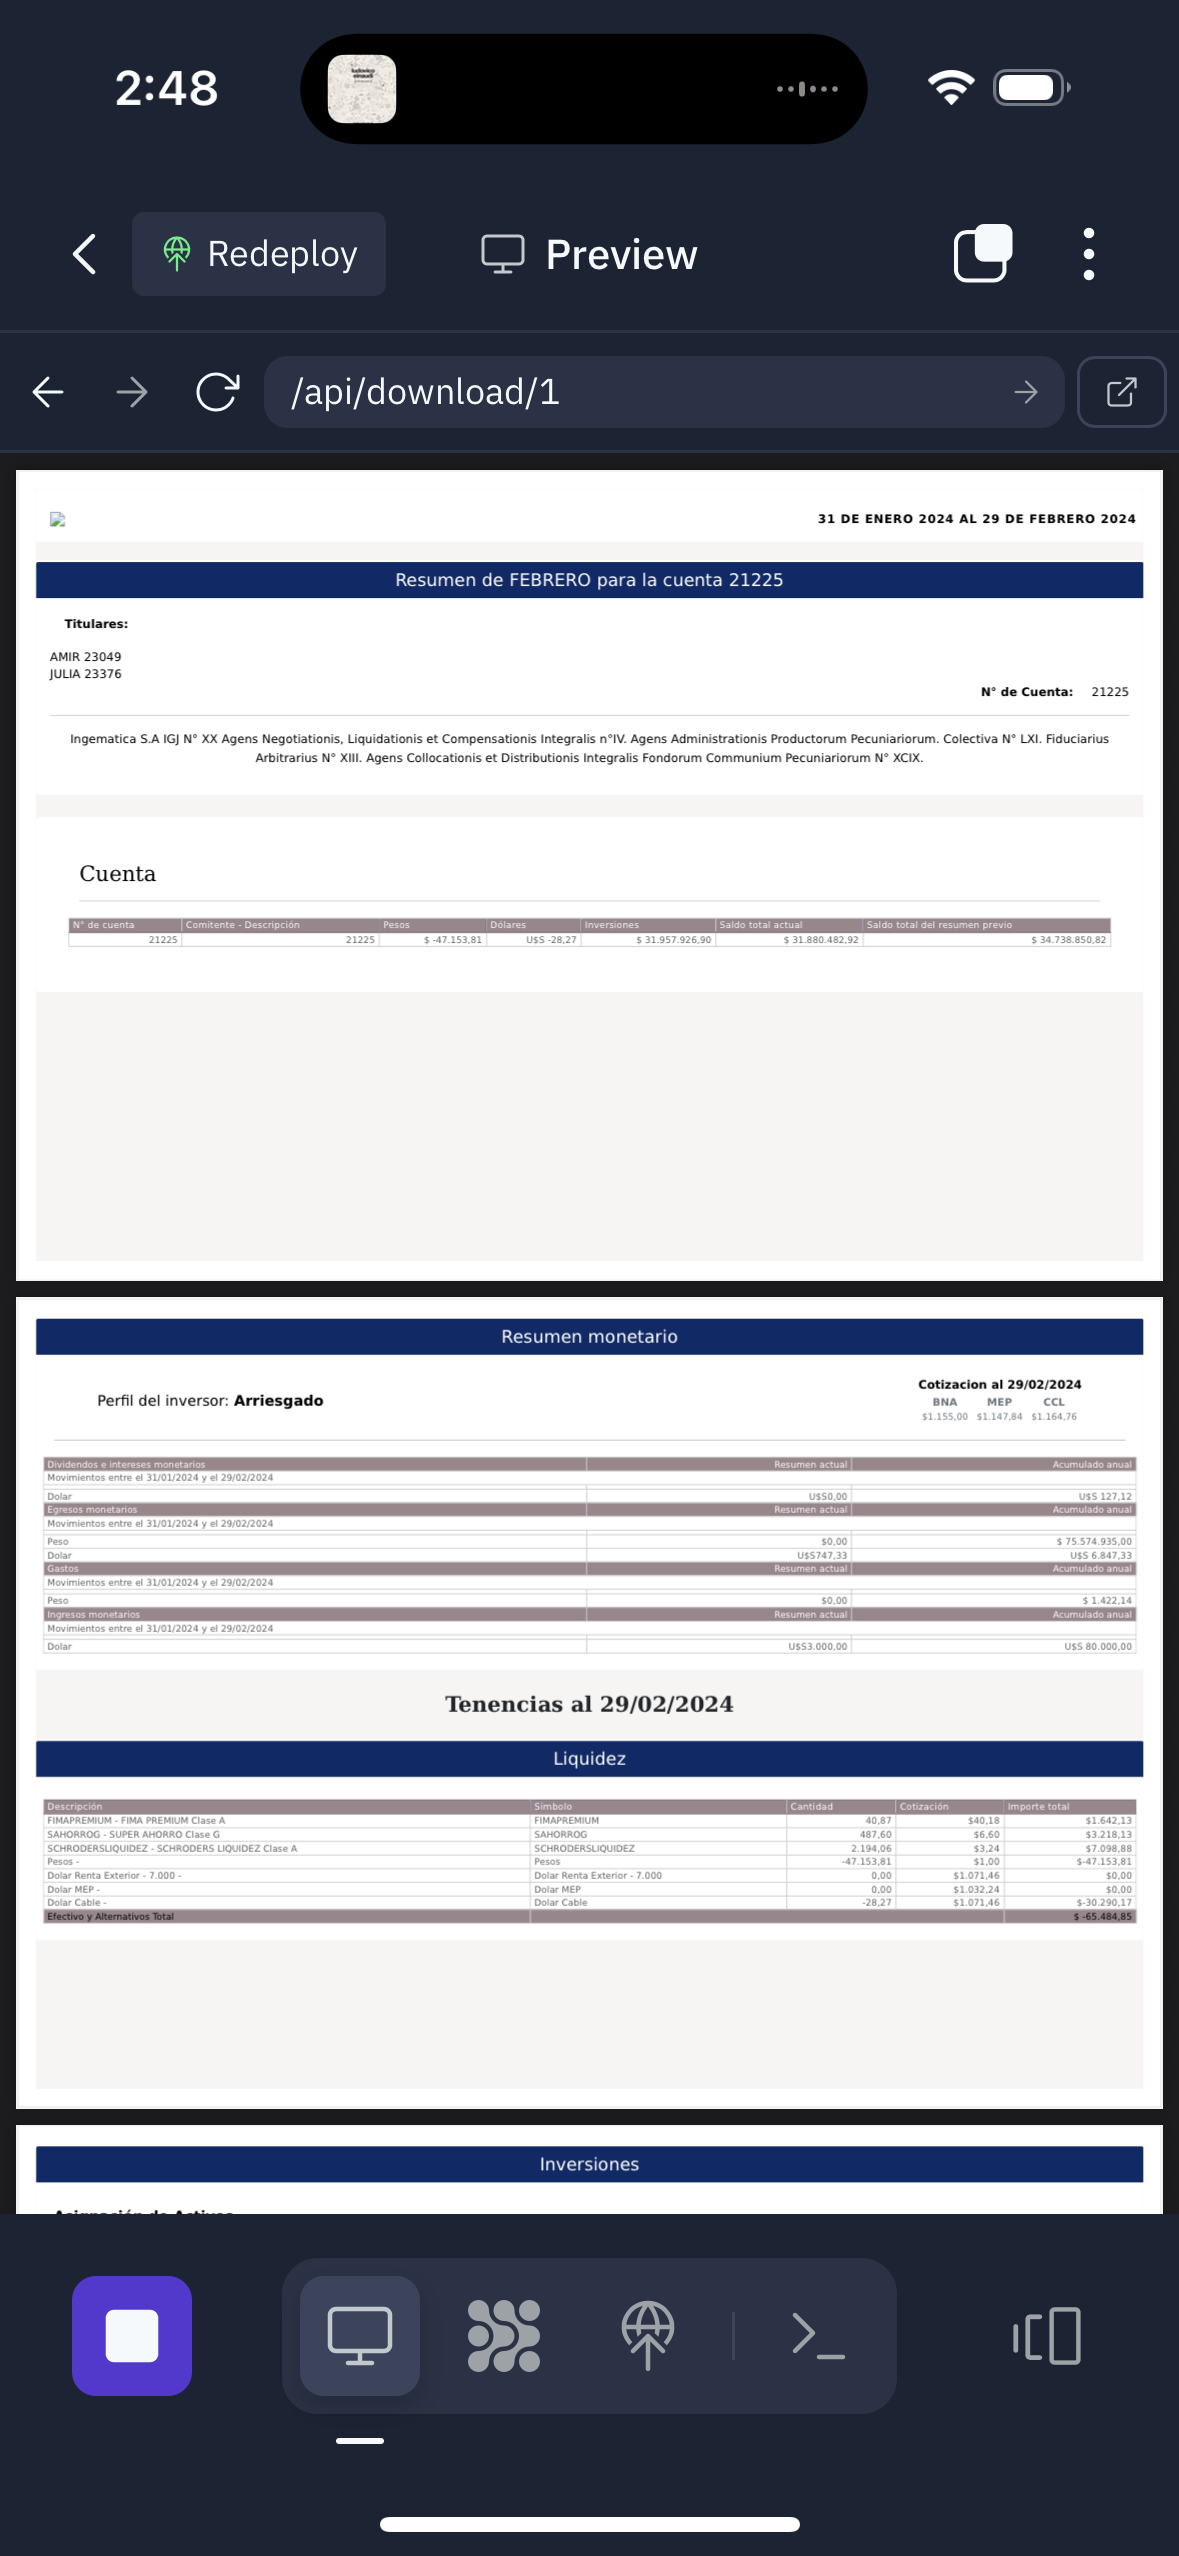 2:48
Redeploy
Preview
/api/download/1
31 DE ENERO 2024 AL 29 DE FEBRERO 2024
Resumen de FEBRERO para la cuenta 21225
Titulares:
AMIR 23049
JULIA 23376
N° de Cuenta: 21225
Ingematica S.A IGJ N° XX Agens Negotiationis, Liquidationis et Compensationis Integralis n°IV. Agens Administrationis Productorum Pecuniariorum. Colectiva N° LXI. Fiduciarius
Arbitrarius N° XIII. Agens Collocationis et Distributionis Integralis Fondorum Communium Pecuniariorum N° XCIX.
Cuenta
N° de cuenta Comitente - Descripción Pesos Dólares Inversiones Saldo total actual Saldo total del resumen previo
21225 21225 $ -47.153,81 U$S -28,27 $ 31.957.926,90 $ 31.880.482,92 $ 34.738.850,82
Resumen monetario
Perfil del inversor: Arriesgado
Cotizacion al 29/02/2024
BNA MEP CCL
$1.155,00 $1.147,84 $1.164,76
Dividendos e intereses monetarios Resumen actual Acumulado anual
Movimientos entre el 31/01/2024 y el 29/02/2024
Dolar U$S0,00 U$S 127,12
Egresos monetarios Resumen actual Acumulado anual
Movimientos entre el 31/01/2024 y el 29/02/2024
Peso $0,00 $ 75.574.935,00
Dolar U$S747,33 U$S 6.847,33
Gastos Resumen actual Acumulado anual
Movimientos entre el 31/01/2024 y el 29/02/2024
Peso $0,00 $ 1.422,14
Ingresos monetarios Resumen actual Acumulado anual
Movimientos entre el 31/01/2024 y el 29/02/2024
Dolar U$S3.000,00 U$S 80.000,00
Tenencias al 29/02/2024
Liquidez
Descripción Símbolo Cantidad Cotización Importe total
FIMAPREMIUM - FIMA PREMIUM Clase A FIMAPREMIUM 40,87 $40,18 $1.642,13
SAHORROG - SUPER AHORRO Clase G SAHORROG 487,60 $6,60 $3.218,13
SCHRODERSLIQUIDEZ - SCHRODERS LIQUIDEZ Clase A SCHRODERSLIQUIDEZ 2.194,06 $3,24 $7.098,88
Pesos - Pesos -47.153,81 $1,00 $-47.153,81
Dolar Renta Exterior - 7.000 - Dolar Renta Exterior - 7.000 0,00 $1.071,46 $0,00
Dolar MEP - Dolar MEP 0,00 $1.032,24 $0,00
Dolar Cable - Dolar Cable -28,27 $1.071,46 $-30.290,17
Efectivo y Alternativos Total $ -65.484,85
Inversiones